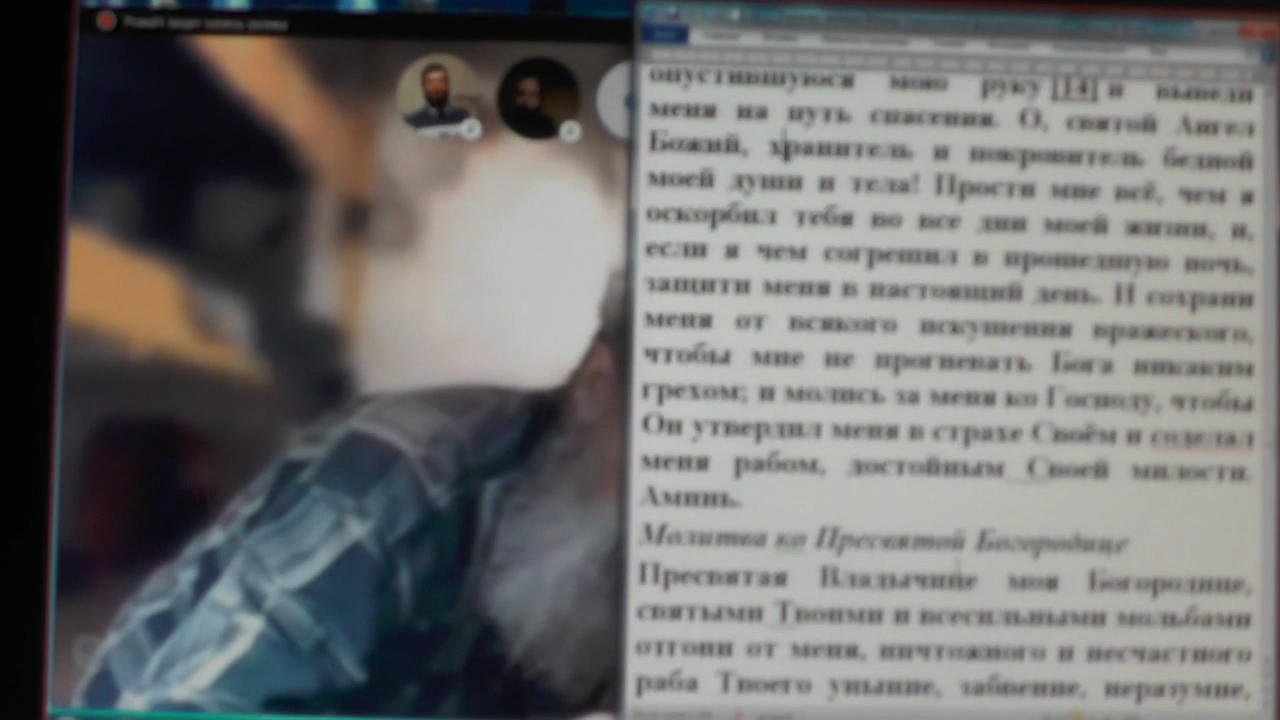 опустившуюся мою руку [14] и выведи
меня на путь спасения. О, святой Ангел
Божий, хранитель и покровитель бедной
моей души и тела! Прости мне всё, чем я
оскорбил тебя во все дни моей жизни, и,
если я чем согрешил в прошедшую ночь,
защити меня в настоящий день. И сохрани
меня от всякого искушения вражеского,
чтобы мне не прогневать Бога никаким
грехом; и молись за меня ко Господу, чтобы
Он утвердил меня в страхе Своём и соделал
меня рабом, достойным Своей милости.
Аминь.
Молитва ко Пресвятой Богородице
Пресвятая Владычице моя Богородице,
святыми Твоими и всесильными мольбами
отгони от меня, ничтожного и несчастного
раба Твоего уныние, забвение, неразумие,